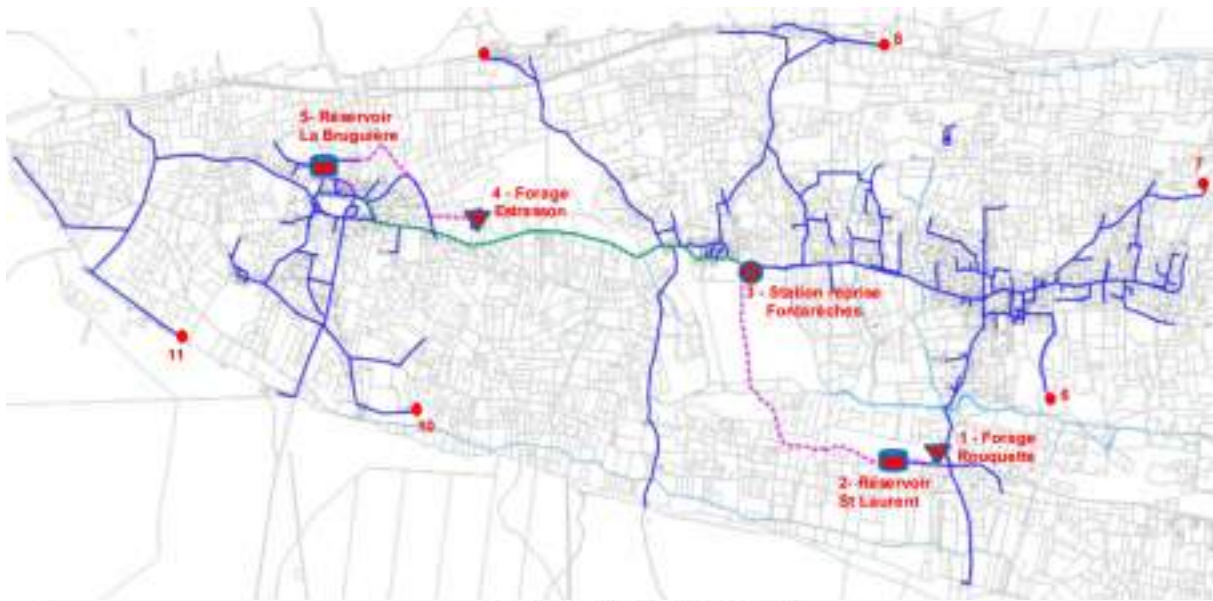 8
5- Réservoir
La Bruguière
7
4 - Forage
Estrasson
3 - Station reprise
Fontarèches
11
6
10
1 - Forage
Rouquette
2- Réservoir
St Laurent